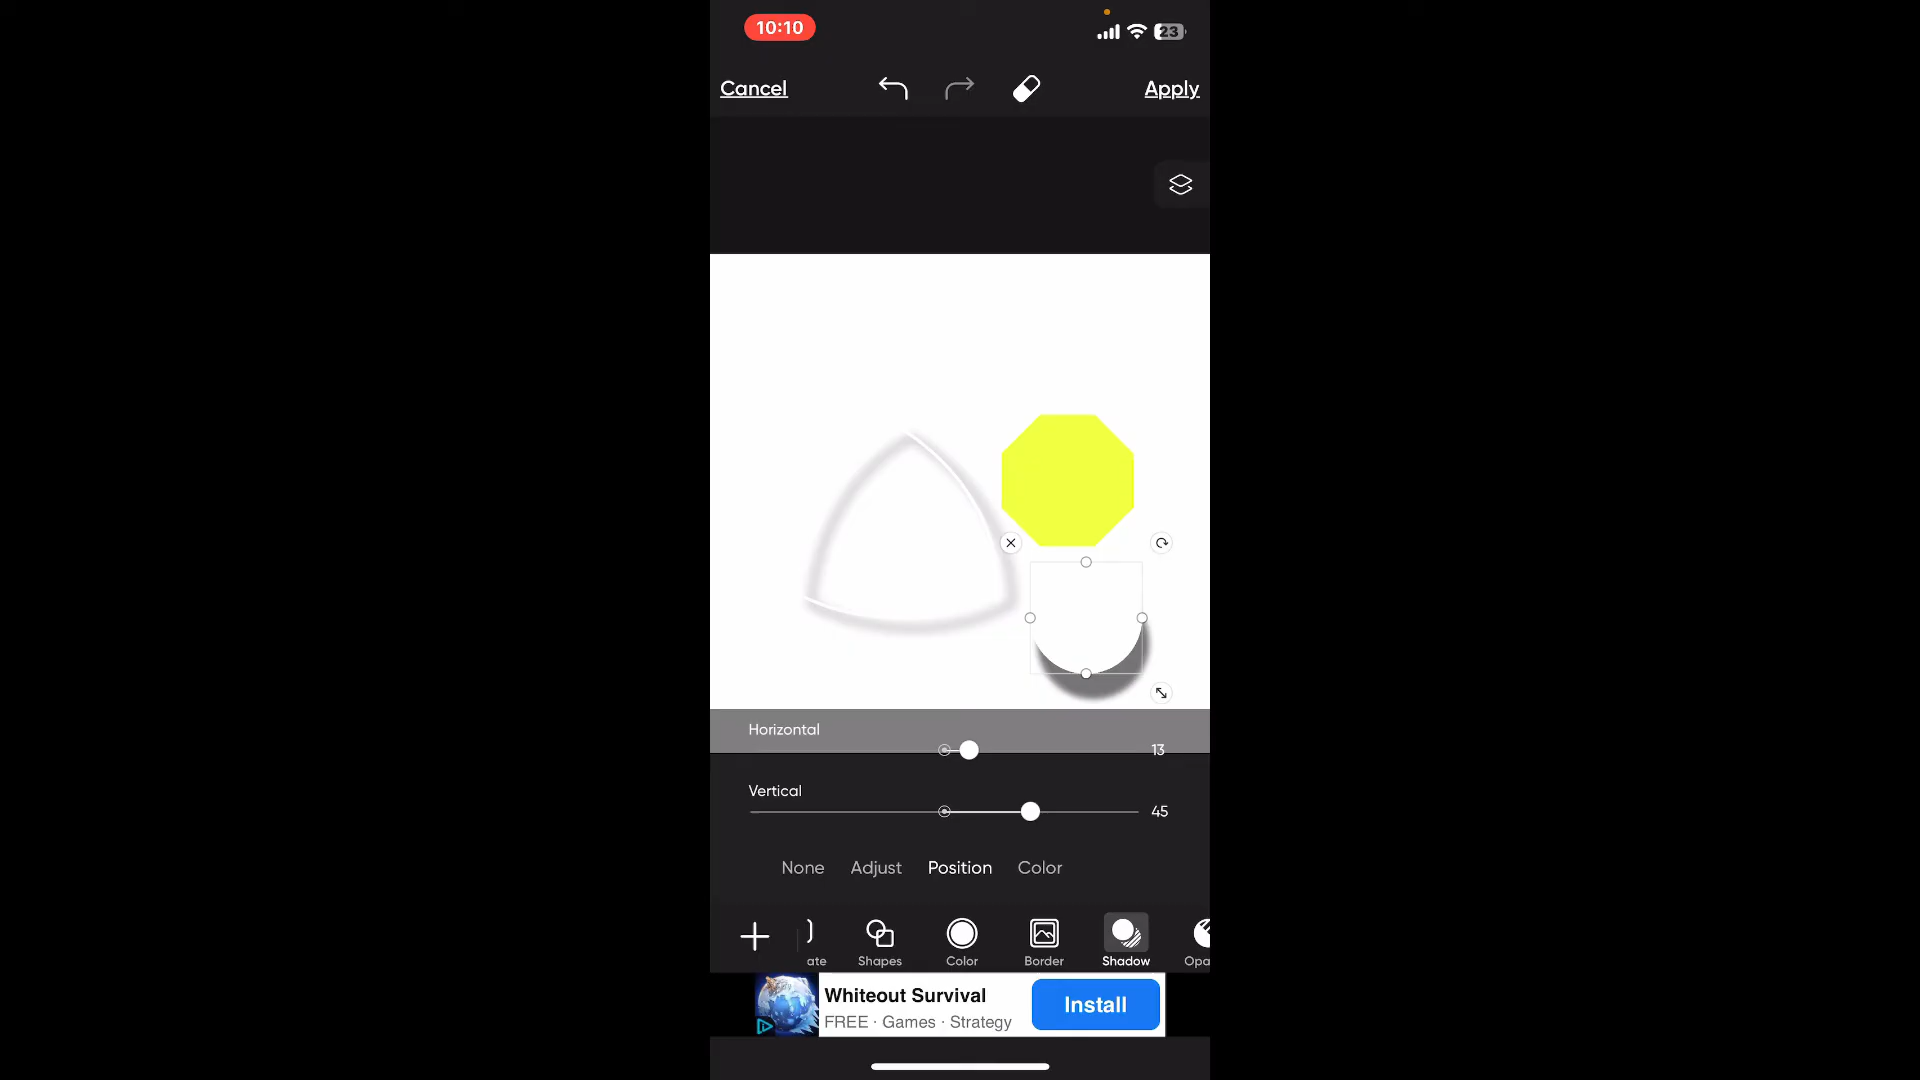 10:10
23
Cancel
Apply
Horizontal
13
Vertical
45
None Adjust Position Color
ate Shapes Color Border Shadow Opa
Whiteout Survival
FREE · Games · Strategy
Install